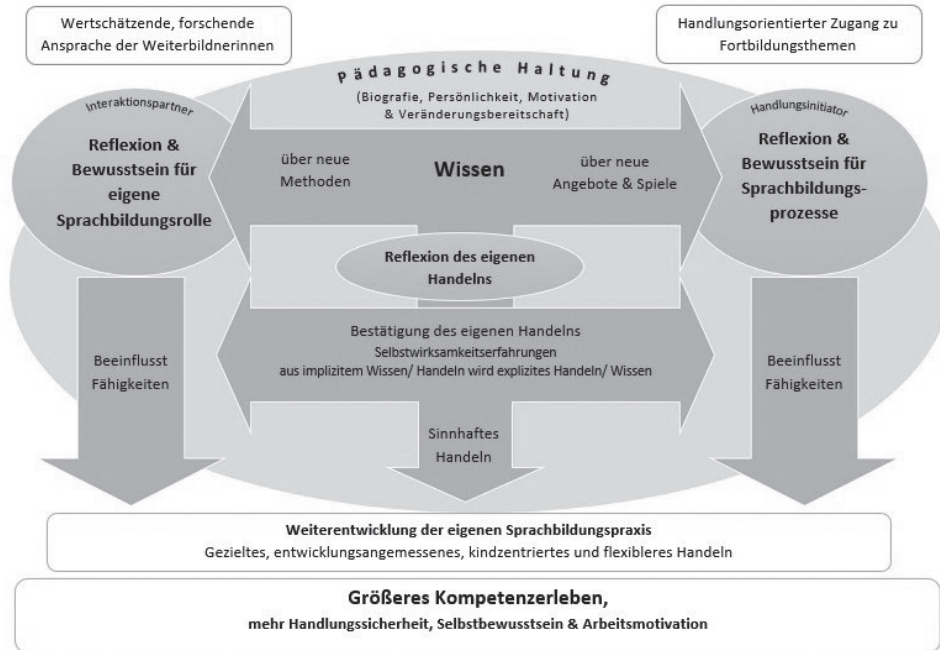 Wertschätzende, forschende
Ansprache der Weiterbildnerinnen
Handlungsorientierter Zugang zu
Fortbildungsthemen
Pädagogische Haltung
(Biografie, Persönlichkeit, Motivation
& Veränderungsbereitschaft)
Interaktionspartner
Reflexion &
Bewusstsein für
eigene
Sprachbildungsrolle
über neue
Methoden
Wissen
über neue
Angebote & Spiele
Handlungsinitiator
Reflexion &
Bewusstsein für
Sprachbildungs-
prozesse
Reflexion des eigenen
Handelns
Beeinflusst
Fähigkeiten
Bestätigung des eigenen Handelns
Selbstwirksamkeitserfahrungen
aus implizitem Wissen/ Handeln wird explizites Handeln/ Wissen
Beeinflusst
Fähigkeiten
Sinnhaftes
Handeln
Weiterentwicklung der eigenen Sprachbildungspraxis
Gezieltes, entwicklungsangemessenes, kindzentriertes und flexibleres Handeln
Größeres Kompetenzerleben,
mehr Handlungssicherheit, Selbstbewusstsein & Arbeitsmotivation